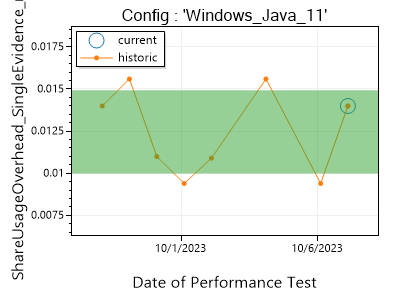 Config : 'Windows_Java_11'
ShareUsageOverhead_SingleEvidence_
current
historic
0.0175
0.015
0.0125
0.01
0.0075
10/1/2023
10/6/2023
Date of Performance Test